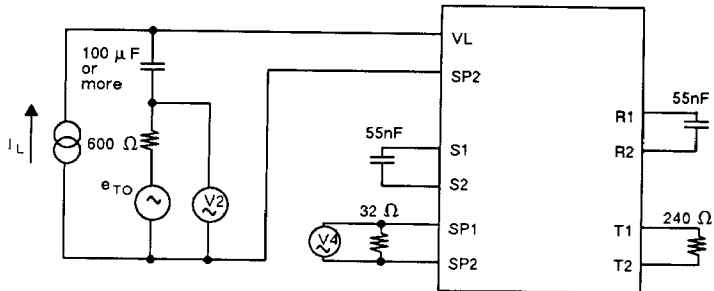 VL
100 μF
or
more
SP2
55nF
R1
55nF
I_L
600 Ω
S1
R2
S2
e_TO
V2
32 Ω
240 Ω
V4
SP1
T1
SP2
T2